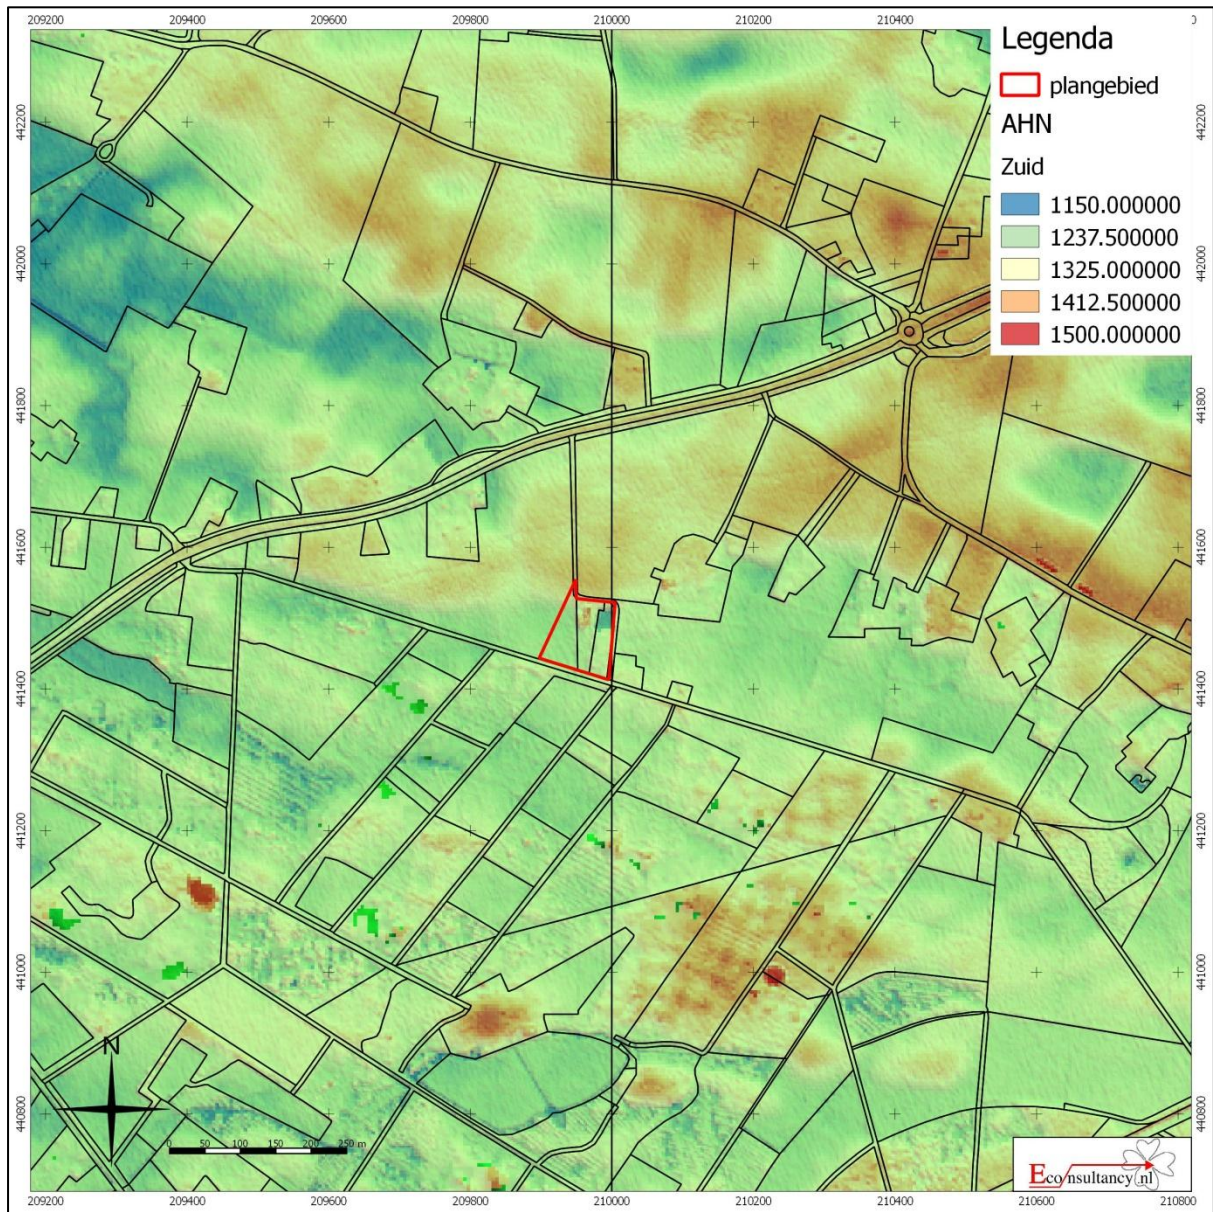 209200 209400 209600 209800 210000 210200 210400 0
Legenda
plangebied
AHN
Zuid
1150.000000
1237.500000
1325.000000
1412.500000
1500.000000
442200 442200
442000 442000
441800 441800
441600 441600
441400 441400
441200 441200
441000 441000
440800 440800
N
0 50 100 150 200 250 m
Econsultancy.nl
209200 209400 209600 209800 210000 210200 210400 210600 210800